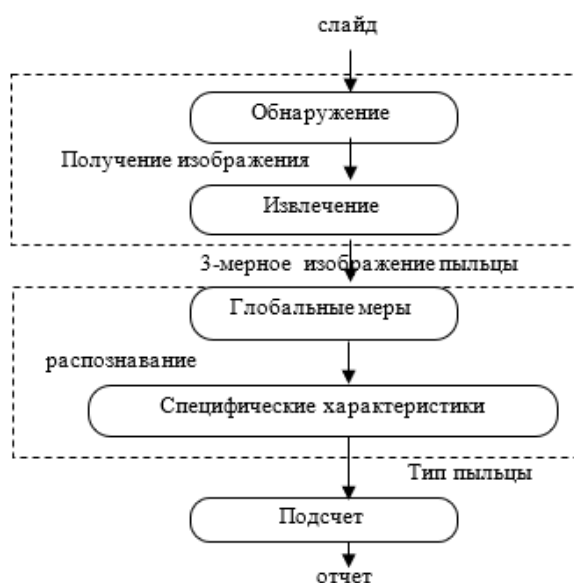 слайд
Обнаружение
Получение изображения
Извлечение
3-мерное изображение пыльцы
Глобальные меры
распознавание
Специфические характеристики
Тип пыльцы
Подсчет
отчет